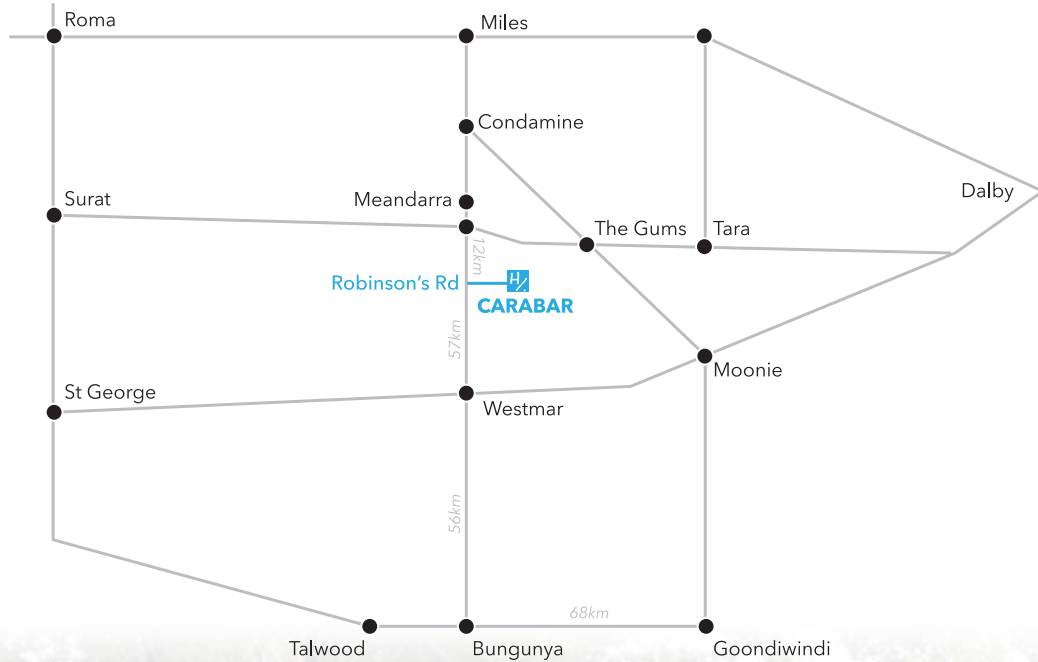 Roma
Miles
Condamine
Meandarra
Surat
Dalby
The Gums
Tara
12km
Robinson's Rd
H/
CARABAR
57km
Moonie
St George
Westmar
56km
68km
Talwood
Bungunya
Goondiwindi